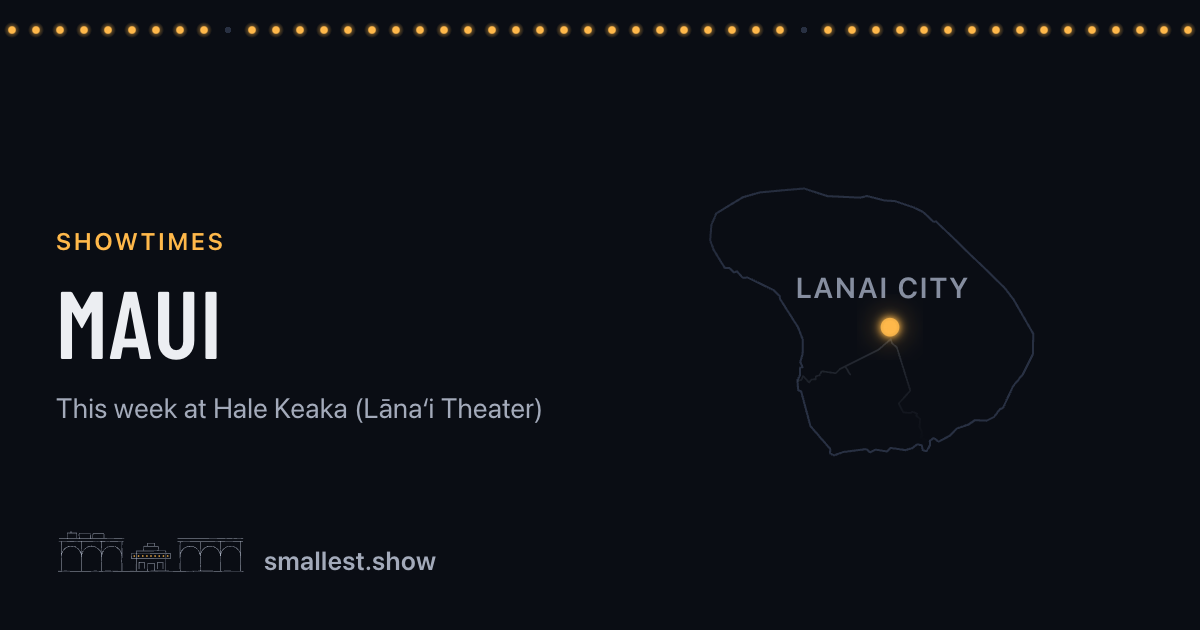 SHOWTIMES
MAUI
This week at Hale Keaka (Lānaʻi Theater)
LANAI CITY
smallest.show